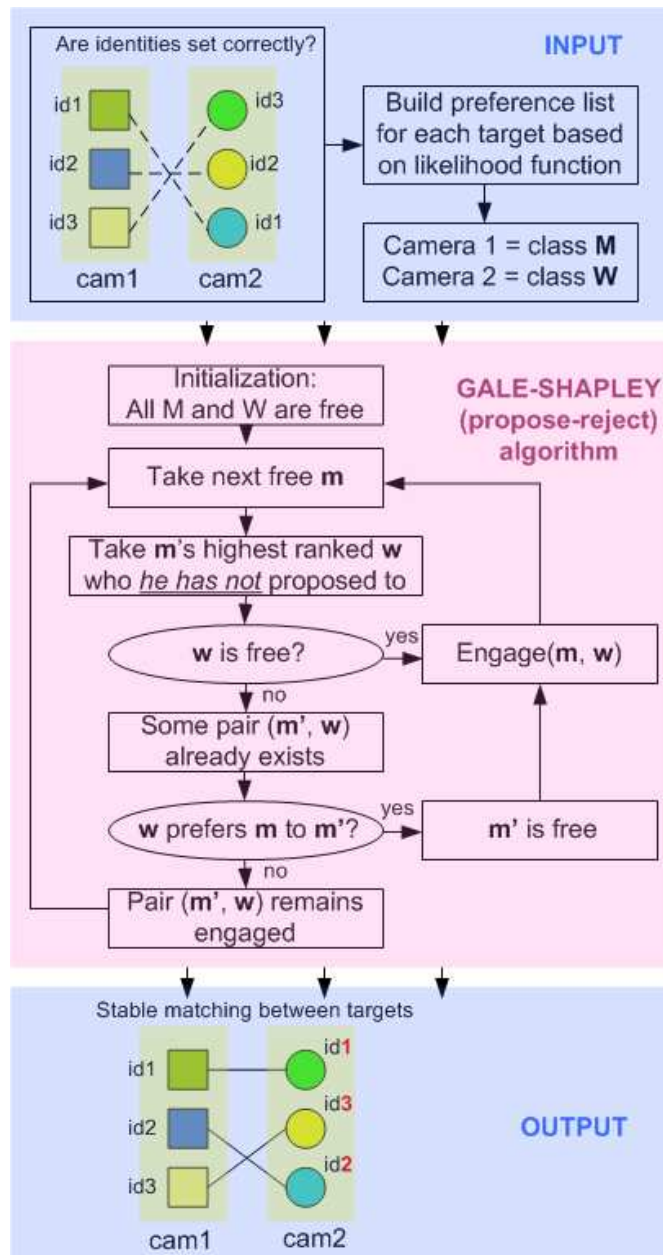 Are identities set correctly?
INPUT
id1
id2
id3
id3
id2
id1
cam1
cam2
Build preference list
for each target based
on likelihood function
Camera 1 = class M
Camera 2 = class W
Initialization:
All M and W are free
GALE-SHAPLEY
(propose-reject)
algorithm
Take next free m
Take m's highest ranked w
who he has not proposed to
w is free?
yes
Engage(m, w)
no
Some pair (m', w)
already exists
w prefers m to m'?
yes
m' is free
no
Pair (m', w) remains
engaged
Stable matching between targets
id1
id2
id3
id1
id3
id2
cam1
cam2
OUTPUT